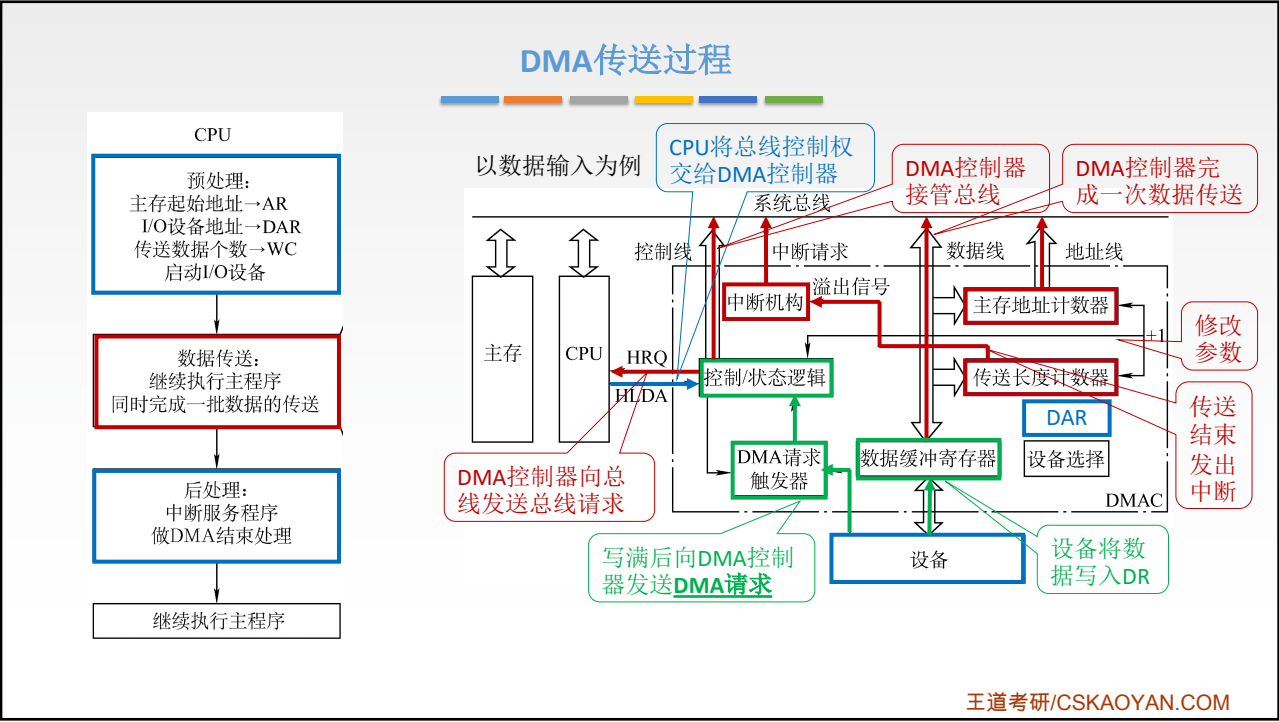 DMA传送过程
CPU
预处理：
主存起始地址→AR
I/O设备地址→DAR
传送数据个数→WC
启动I/O设备
数据传送：
继续执行主程序
同时完成一批数据的传送
后处理：
中断服务程序
做DMA结束处理
继续执行主程序
以数据输入为例
CPU将总线控制权
交给DMA控制器
DMA控制器
接管总线
DMA控制器完
成一次数据传送
系统总线
控制线
中断请求
数据线
地址线
中断机构
溢出信号
主存地址计数器
+1
修改
参数
主存
CPU
HRQ
HLDA
控制/状态逻辑
传送长度计数器
DAR
设备选择
传送
结束
发出
中断
DMA控制器向总
线发送总线请求
DMA请求
触发器
数据缓冲寄存器
DMAC
写满后向DMA控制
器发送DMA请求
设备
设备将数
据写入DR
王道考研/CSKAOYAN.COM